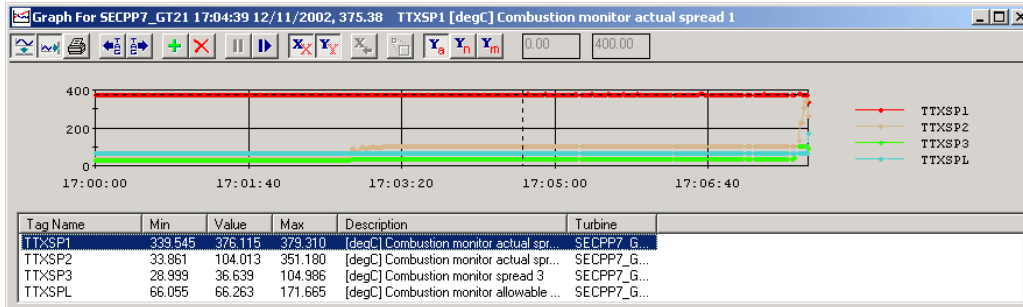 Graph For SECPP7_GT21 17:04:39 12/11/2002, 375.38 TTXSP1 [degC] Combustion monitor actual spread 1
Xx Yy Ya Yn Ym 0.00 400.00
400
200
0
TTXSP1
TTXSP2
TTXSP3
TTXSPL
17:00:00 17:01:40 17:03:20 17:05:00 17:06:40
Tag Name Min Value Max Description Turbine
TTXSP1 339.545 376.115 379.310 [degC] Combustion monitor actual spr... SECPP7_G...
TTXSP2 33.861 104.013 351.180 [degC] Combustion monitor actual spr... SECPP7_G...
TTXSP3 28.999 36.639 104.986 [degC] Combustion monitor spread 3 SECPP7_G...
TTXSPL 66.055 66.263 171.665 [degC] Combustion monitor allowable ... SECPP7_G...